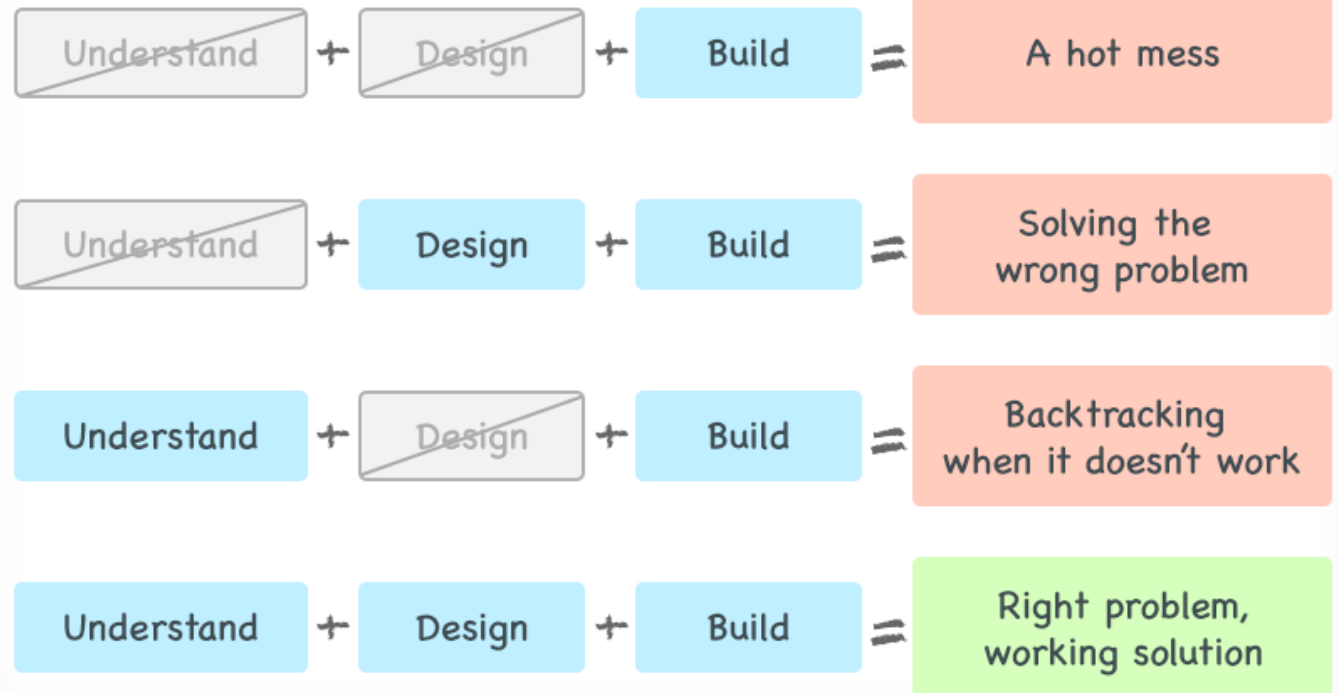 Understand + Design + Build = A hot mess
Understand + Design + Build = Solving the
wrong problem
Understand + Design + Build = Backtracking
when it doesn't work
Understand + Design + Build = Right problem,
working solution